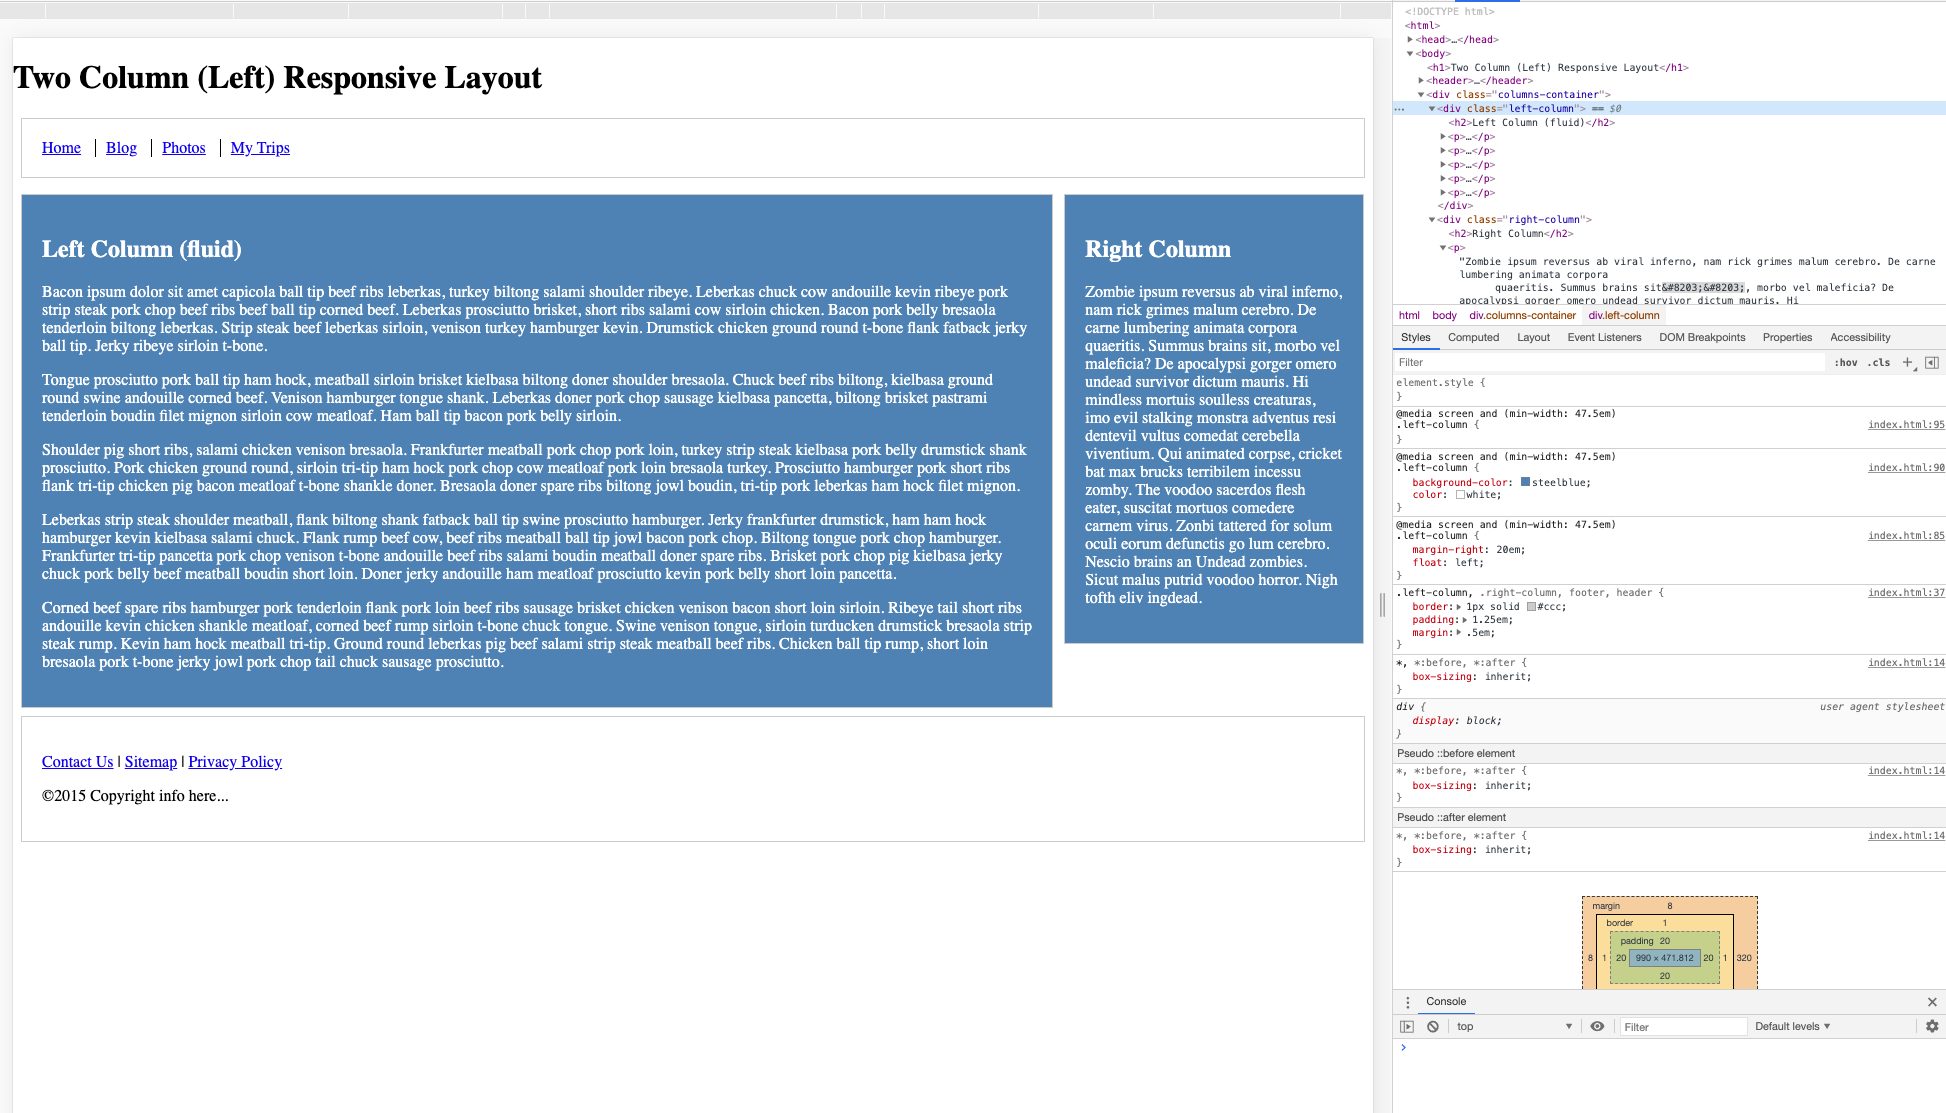 Two Column (Left) Responsive Layout
Home | Blog | Photos | My Trips
Left Column (fluid)
Bacon ipsum dolor sit amet capicola ball tip beef ribs leberkas, turkey biltong salami shoulder ribeye. Leberkas chuck cow andouille kevin ribeye pork
strip steak pork chop beef ribs beef ball tip corned beef. Leberkas prosciutto brisket, short ribs salami cow sirloin chicken. Bacon pork belly bresaola
tenderloin biltong leberkas. Strip steak beef leberkas sirloin, venison turkey hamburger kevin. Drumstick chicken ground round t-bone flank fatback jerky
ball tip. Jerky ribeye sirloin t-bone.
Tongue prosciutto pork ball tip ham hock, meatball sirloin brisket kielbasa biltong doner shoulder bresaola. Chuck beef ribs biltong, kielbasa ground
round swine andouille corned beef. Venison hamburger tongue shank. Leberkas doner pork chop sausage kielbasa pancetta, biltong brisket pastrami
tenderloin boudin filet mignon sirloin cow meatloaf. Ham ball tip bacon pork belly sirloin.
Shoulder pig short ribs, salami chicken venison bresaola. Frankfurter meatball pork chop pork loin, turkey strip steak kielbasa pork belly drumstick shank
prosciutto. Pork chicken ground round, sirloin tri-tip ham hock pork chop cow meatloaf pork loin bresaola turkey. Prosciutto hamburger pork short ribs
flank tri-tip chicken pig bacon meatloaf t-bone shankle doner. Bresaola doner spare ribs biltong jowl boudin, tri-tip pork leberkas ham hock filet mignon.
Leberkas strip steak shoulder meatball, flank biltong shank fatback ball tip swine prosciutto hamburger. Jerky frankfurter drumstick, ham ham hock
hamburger kevin kielbasa salami chuck. Flank rump beef cow, beef ribs meatball ball tip jowl bacon pork chop. Biltong tongue pork chop hamburger.
Frankfurter tri-tip pancetta pork chop venison t-bone andouille beef ribs salami boudin meatball doner spare ribs. Brisket pork chop pig kielbasa jerky
chuck pork belly beef meatball boudin short loin. Doner jerky andouille ham meatloaf prosciutto kevin pork belly short loin pancetta.
Corned beef spare ribs hamburger pork tenderloin flank pork loin beef ribs sausage brisket chicken venison bacon short loin sirloin. Ribeye tail short ribs
andouille kevin chicken shankle meatloaf, corned beef rump sirloin t-bone chuck tongue. Swine venison tongue, sirloin turducken drumstick bresaola strip
steak rump. Kevin ham hock meatball tri-tip. Ground round leberkas pig beef salami strip steak meatball beef ribs. Chicken ball tip rump, short loin
bresaola pork t-bone jerky jowl pork chop tail chuck sausage prosciutto.
Right Column
Zombie ipsum reversus ab viral inferno,
nam rick grimes malum cerebro. De
carne lumbering animata corpora
quaeritis. Summus brains sit, morbo vel
maleficia? De apocalypsi gorger omero
undead survivor dictum mauris. Hi
mindless mortuis soulless creaturas,
imo evil stalking monstra adventus resi
dentevil vultus comedat cerebella
viventium. Qui animated corpse, cricket
bat max brucks terribilem incessu
zomby. The voodoo sacerdos flesh
eater, suscitat mortuos comedere
carnem virus. Zonbi tattered for solum
oculi eorum defunctis go lum cerebro.
Nescio brains an Undead zombies.
Sicut malus putrid voodoo horror. Nigh
tofth eliv ingdead.
Contact Us | Sitemap | Privacy Policy
©2015 Copyright info here...
<!DOCTYPE html>
<html>
<head>…</head>
<body>
<h1>Two Column (Left) Responsive Layout</h1>
<header>…</header>
<div class="columns-container">
<div class="left-column"> == $0
<h2>Left Column (fluid)</h2>
<p>…</p>
<p>…</p>
<p>…</p>
<p>…</p>
<p>…</p>
</div>
<div class="right-column">
<h2>Right Column</h2>
<p>
"Zombie ipsum reversus ab viral inferno, nam rick grimes malum cerebro. De carne
lumbering animata corpora
quaeritis. Summus brains sit&#8203;&#8203;, morbo vel maleficia? De
apocalypsi gorger omero undead survivor dictum mauris. Hi
html body div.columns-container div.left-column
Styles Computed Layout Event Listeners DOM Breakpoints Properties Accessibility
Filter :hov .cls +
element.style {
}
@media screen and (min-width: 47.5em)
.left-column { index.html:95
}
@media screen and (min-width: 47.5em)
.left-column { index.html:90
background-color: steelblue;
color: white;
}
@media screen and (min-width: 47.5em)
.left-column { index.html:85
margin-right: 20em;
float: left;
}
.left-column, .right-column, footer, header { index.html:37
border: 1px solid #ccc;
padding: 1.25em;
margin: .5em;
}
*, *:before, *:after { index.html:14
box-sizing: inherit;
}
div { user agent stylesheet
display: block;
}
Pseudo ::before element
*, *:before, *:after { index.html:14
box-sizing: inherit;
}
Pseudo ::after element
*, *:before, *:after { index.html:14
box-sizing: inherit;
}
margin 8
border 1
padding 20
8 1 20 990 × 471.812 20 1 320
20
Console
top Filter Default levels